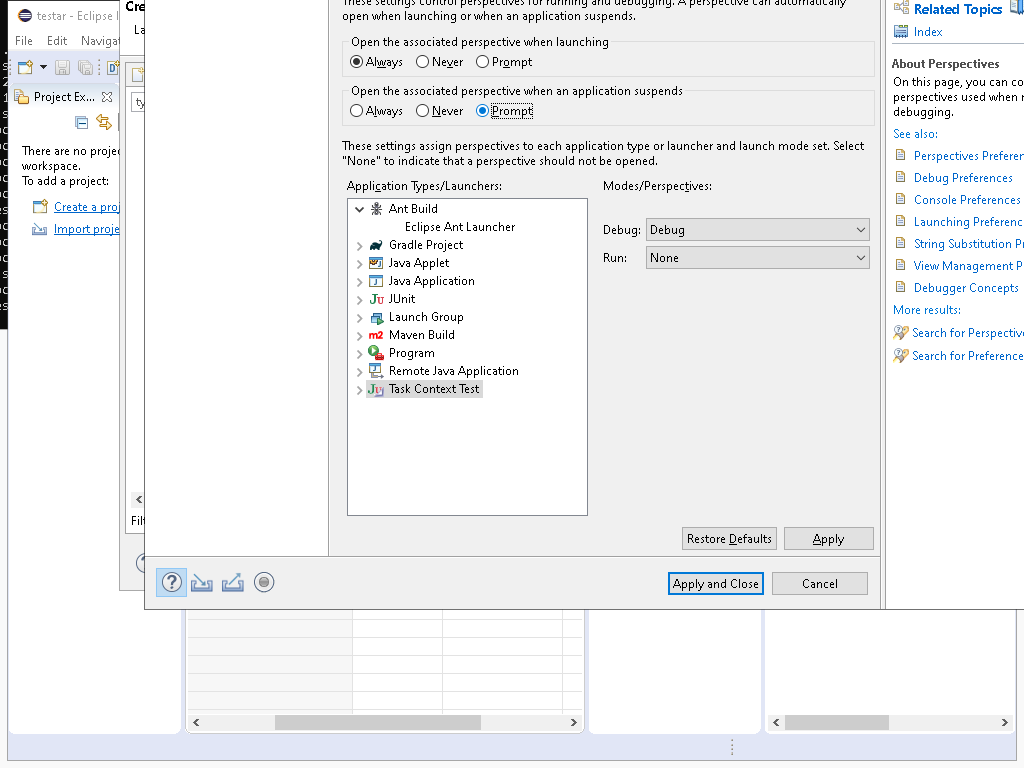 testar - Eclipse I
File Edit Navigat
Project Ex...
There are no proje
workspace.
To add a project:
Create a proj
Import proje
Cre
La
ty
Filt
These settings control perspectives for running and debugging. A perspective can automatically
open when launching or when an application suspends.
Open the associated perspective when launching
Always Never Prompt
Open the associated perspective when an application suspends
Always Never Prompt
These settings assign perspectives to each application type or launcher and launch mode set. Select
"None" to indicate that a perspective should not be opened.
Application Types/Launchers:
Modes/Perspectives:
Ant Build
Eclipse Ant Launcher
Gradle Project
Java Applet
Java Application
JUnit
Launch Group
Maven Build
Program
Remote Java Application
Task Context Test
Debug: Debug
Run: None
Restore Defaults Apply
Apply and Close Cancel
Related Topics
Index
About Perspectives
On this page, you can co
perspectives used when r
debugging.
See also:
Perspectives Preferen
Debug Preferences
Console Preferences
Launching Preferenc
String Substitution Pr
View Management P
Debugger Concepts
More results:
Search for Perspective
Search for Preference